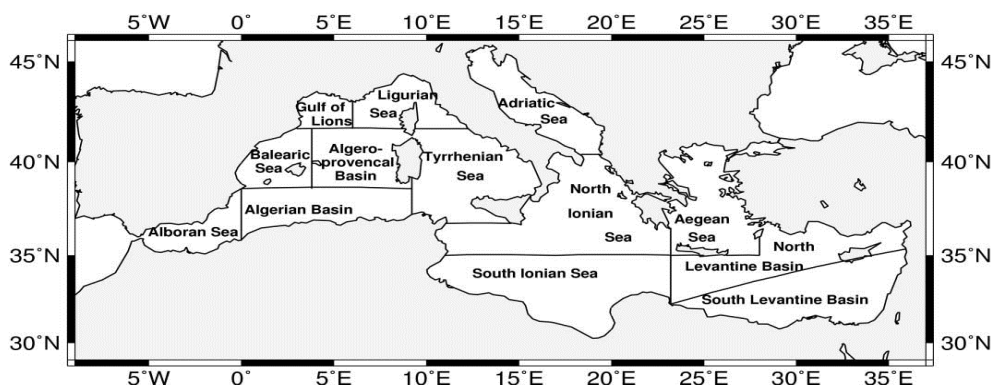 5°W 0° 5°E 10°E 15°E 20°E 25°E 30°E 35°E
45°N 45°N
Ligurian
Sea
Gulf of
Lions
Adriatic
Sea
40°N 40°N
Balearic
Sea
Algero-
provencal
Basin
Tyrrhenian
Sea
North
Ionian
Sea
Algerian Basin
Alboran Sea
Aegean
Sea
North
Levantine Basin
35°N 35°N
South Ionian Sea
South Levantine Basin
30°N 30°N
5°W 0° 5°E 10°E 15°E 20°E 25°E 30°E 35°E